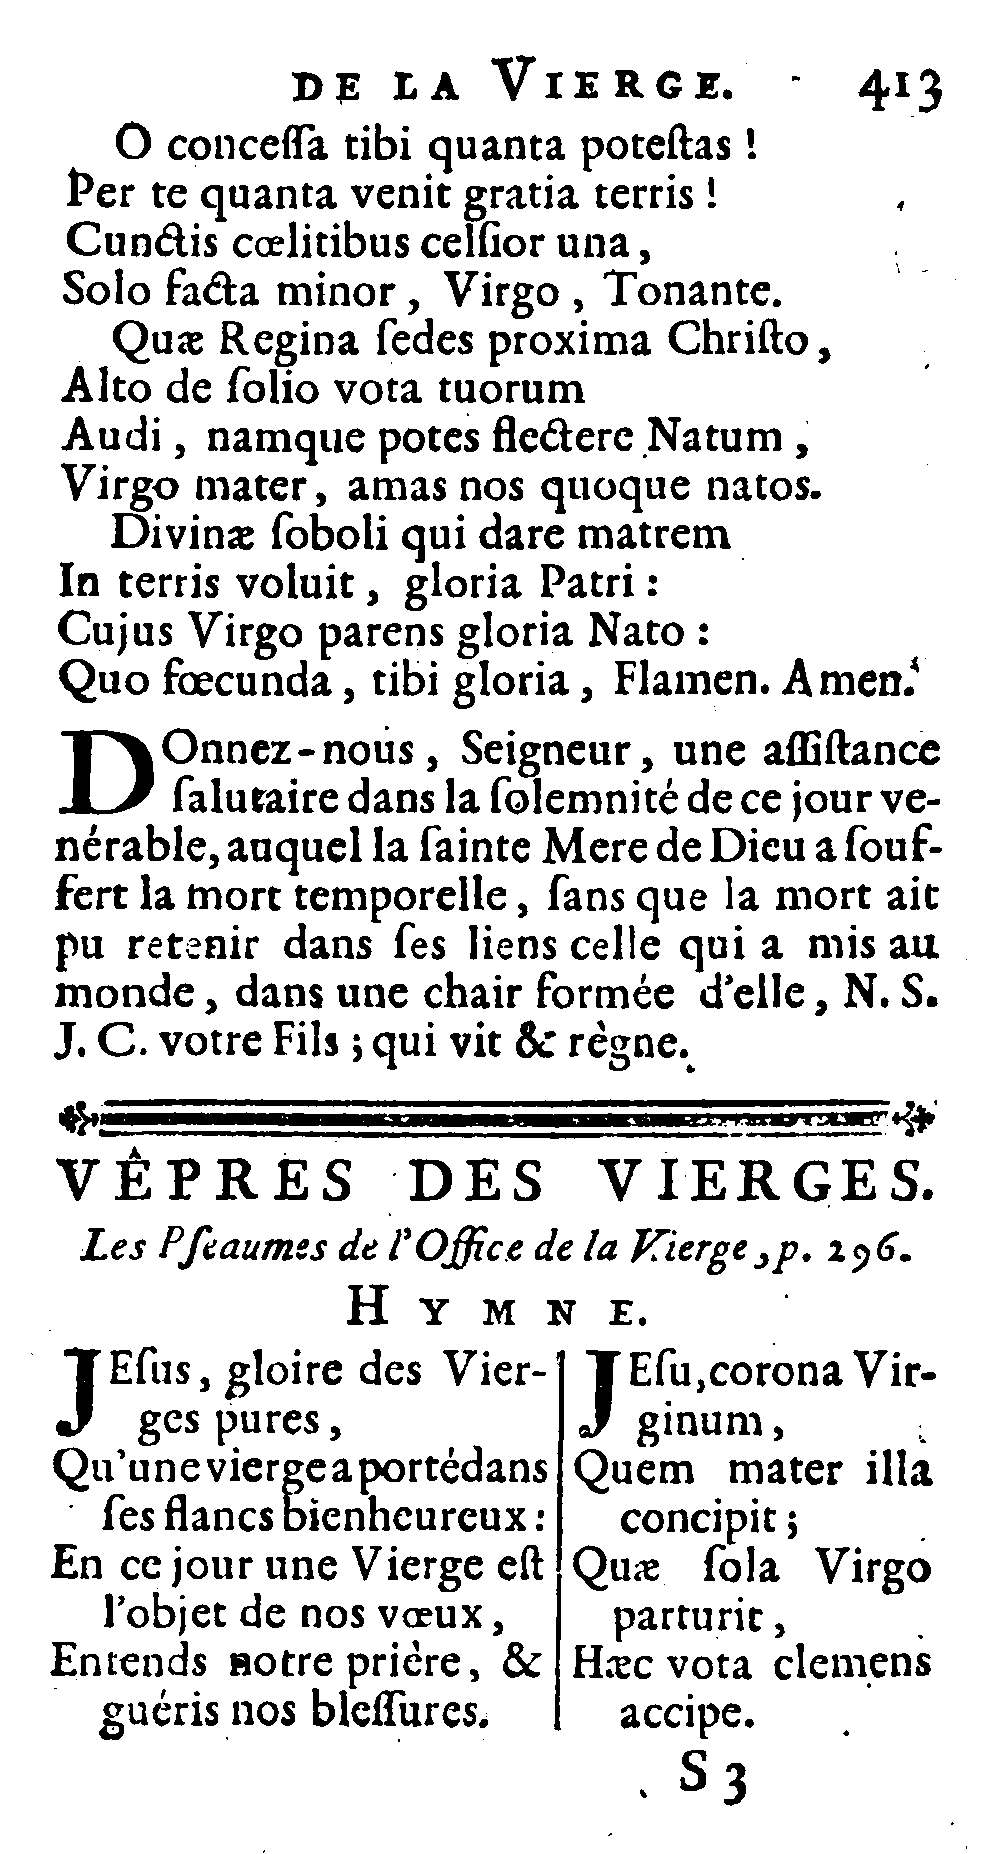 DE LA VIERGE. 413
O conceſſa tibi quanta poteſtas !
Per te quanta venit gratia terris !
Cunctis cœlitibus celſior una,
Solo facta minor, Virgo, Tonante.
Quæ Regina ſedes proxima Chriſto,
Alto de ſolio vota tuorum
Audi, namque potes flectere Natum,
Virgo mater, amas nos quoque natos.
Divinæ ſoboli qui dare matrem
In terris voluit, gloria Patri :
Cujus Virgo parens gloria Nato :
Quo fœcunda, tibi gloria, Flamen. Amen.
DOnnez-nous, Seigneur, une aſſiſtance
ſalutaire dans la ſolemnité de ce jour ve-
nérable, auquel la ſainte Mere de Dieu a ſouf-
fert la mort temporelle, ſans que la mort ait
pu retenir dans ſes liens celle qui a mis au
monde, dans une chair formée d'elle, N. S.
J. C. votre Fils ; qui vit & règne.
VÊPRES DES VIERGES.
Les Pſeaumes de l'Office de la Vierge, p. 296.
HYMNE.
JEſus, gloire des Vier-
ges pures,
Qu'une vierge a porté dans
ſes flancs bienheureux :
En ce jour une Vierge eſt
l'objet de nos vœux,
Entends notre prière, &
guéris nos bleſſures.
JEſu, corona Vir-
ginum,
Quem mater illa
concipit ;
Quæ ſola Virgo
parturit,
Hæc vota clemens
accipe.
S 3